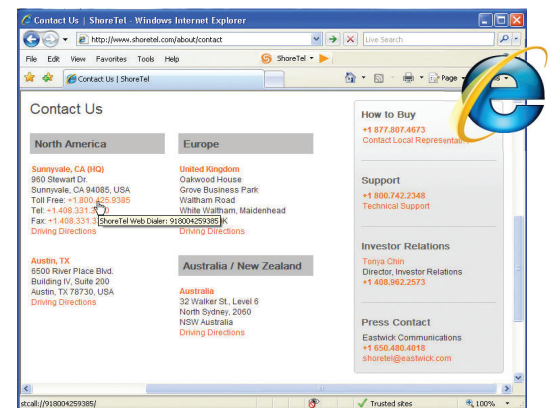 Contact Us | ShoreTel - Windows Internet Explorer
http://www.shoretel.com/about/contact
Live Search
File Edit View Favorites Tools Help
ShoreTel
Contact Us | ShoreTel
Page
Contact Us
North America
Sunnyvale, CA (HQ)
960 Stewart Dr.
Sunnyvale, CA 94085, USA
Toll Free: +1.800.425.9385
Tel: +1.408.331.
Fax: +1.408.331.
ShoreTel Web Dialer: 918004259385
Driving Directions
Austin, TX
6500 River Place Blvd.
Building IV, Suite 200
Austin, TX 78730, USA
Driving Directions
Europe
United Kingdom
Oakwood House
Grove Business Park
Waltham Road
White Waltham, Maidenhead
Driving Directions
Australia / New Zealand
Australia
32 Walker St., Level 6
North Sydney, 2060
NSW Australia
Driving Directions
How to Buy
+1 877.807.4673
Contact Local
Support
+1 800.742.2348
Technical Support
Investor Relations
Tonya Chin
Director, Investor Relations
+1 408.962.2573
Press Contact
Eastwick Communications
+1 650.480.4018
shoretel@eastwick.com
stcall://918004259385/
Trusted sites
100%